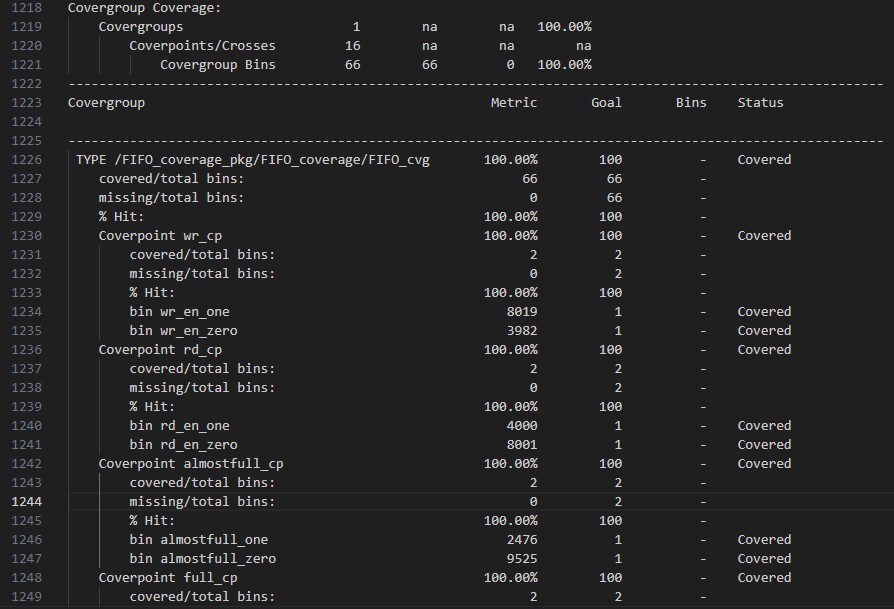 1218 Covergroup Coverage:
1219 Covergroups 1 na na 100.00%
1220 Coverpoints/Crosses 16 na na na
1221 Covergroup Bins 66 66 0 100.00%
1222 ----------------------------------------------------------------------------------------------------------
1223 Covergroup Metric Goal Bins Status
1224
1225 ----------------------------------------------------------------------------------------------------------
1226 TYPE /FIFO_coverage_pkg/FIFO_coverage/FIFO_cvg 100.00% 100 - Covered
1227 covered/total bins: 66 66 -
1228 missing/total bins: 0 66 -
1229 % Hit: 100.00% 100 -
1230 Coverpoint wr_cp 100.00% 100 - Covered
1231 covered/total bins: 2 2 -
1232 missing/total bins: 0 2 -
1233 % Hit: 100.00% 100 -
1234 bin wr_en_one 8019 1 - Covered
1235 bin wr_en_zero 3982 1 - Covered
1236 Coverpoint rd_cp 100.00% 100 - Covered
1237 covered/total bins: 2 2 -
1238 missing/total bins: 0 2 -
1239 % Hit: 100.00% 100 -
1240 bin rd_en_one 4000 1 - Covered
1241 bin rd_en_zero 8001 1 - Covered
1242 Coverpoint almostfull_cp 100.00% 100 - Covered
1243 covered/total bins: 2 2 -
1244 missing/total bins: 0 2 -
1245 % Hit: 100.00% 100 -
1246 bin almostfull_one 2476 1 - Covered
1247 bin almostfull_zero 9525 1 - Covered
1248 Coverpoint full_cp 100.00% 100 - Covered
1249 covered/total bins: 2 2 -